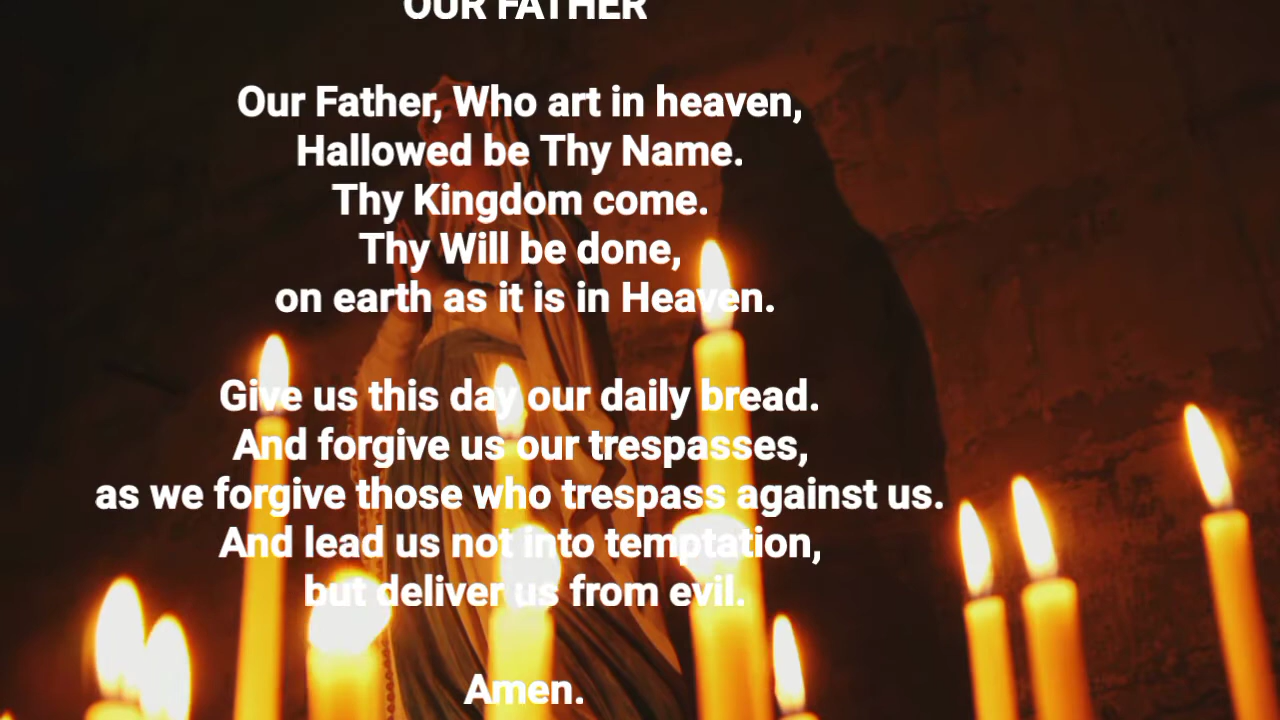 OUR FATHER
Our Father, Who art in heaven,
Hallowed be Thy Name.
Thy Kingdom come.
Thy Will be done,
on earth as it is in Heaven.
Give us this day our daily bread.
And forgive us our trespasses,
as we forgive those who trespass against us.
And lead us not into temptation,
but deliver us from evil.
Amen.